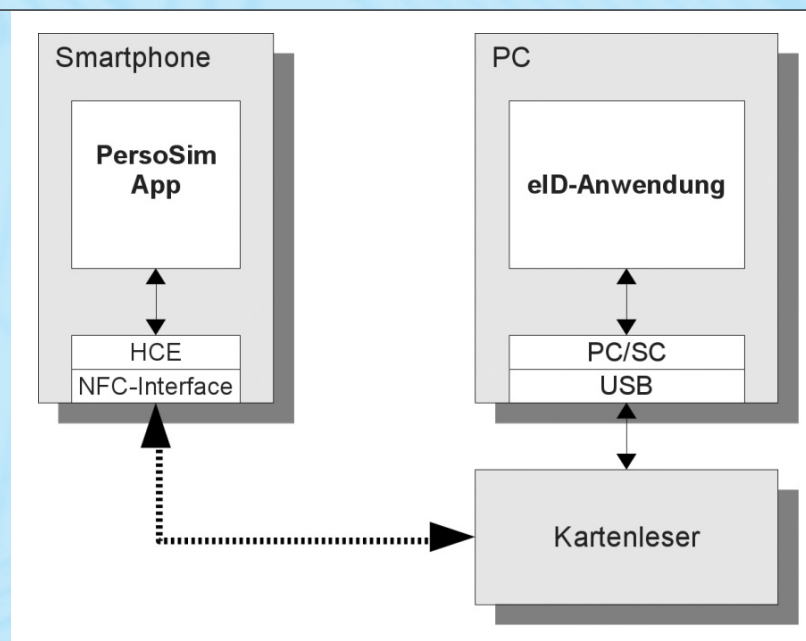 Smartphone
PersoSim
App
HCE
NFC-Interface
PC
eID-Anwendung
PC/SC
USB
Kartenleser